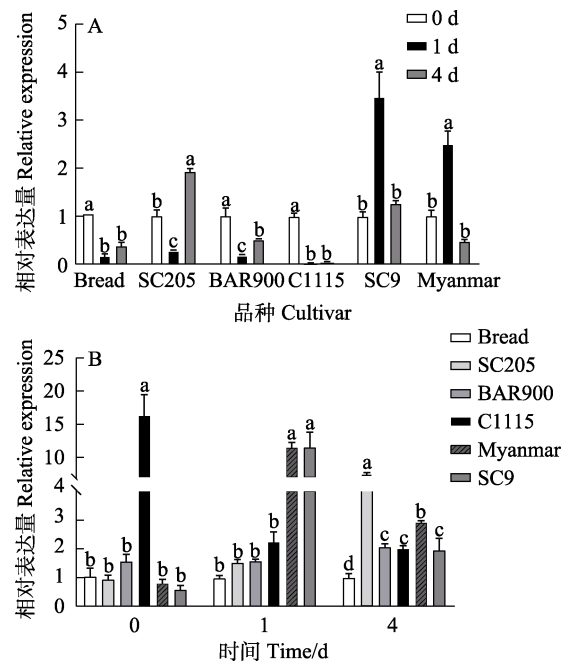 A
0 d
1 d
4 d
相对表达量 Relative expression
5
4
3
2
1
0
a
b
b
b
c
a
a
c
b
a
b
b
b
a
b
b
a
b
Bread
SC205
BAR900
C1115
SC9
Myanmar
品种 Cultivar
B
Bread
SC205
BAR900
C1115
Myanmar
SC9
相对表达量 Relative expression
25
20
15
10
4
3
2
1
0
b
b
b
a
b
b
b
b
b
b
a
a
d
a
c
c
b
c
0
1
4
时间 Time/d